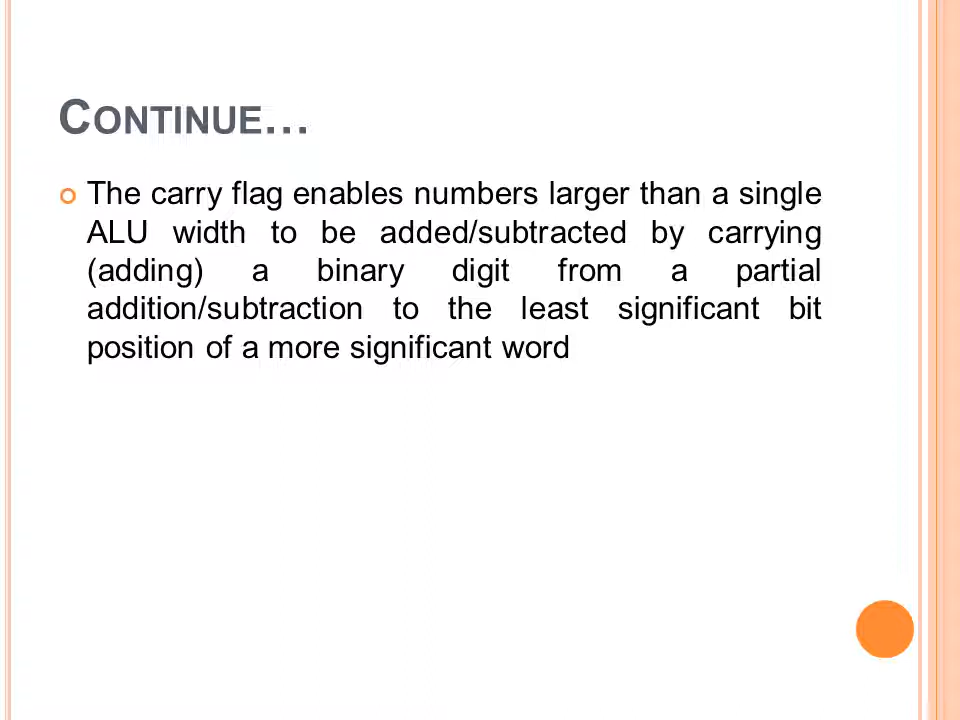 CONTINUE…
The carry flag enables numbers larger than a single
ALU width to be added/subtracted by carrying
(adding) a binary digit from a partial
addition/subtraction to the least significant bit
position of a more significant word